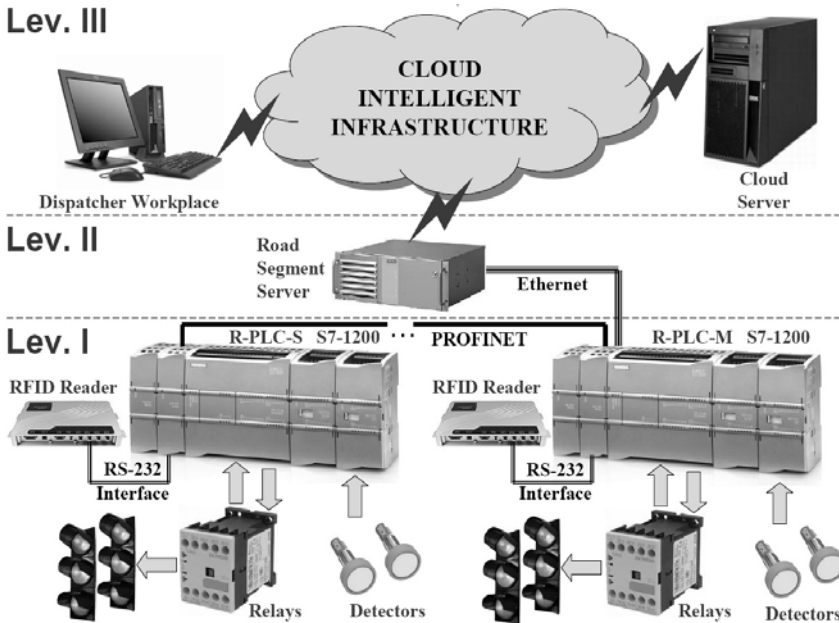 Lev. III
CLOUD
INTELLIGENT
INFRASTRUCTURE
Dispatcher Workplace
Cloud
Server
Lev. II
Road
Segment
Server
Ethernet
Lev. I
R-PLC-S S7-1200
... PROFINET
R-PLC-M S7-1200
RFID Reader
RFID Reader
RS-232
Interface
RS-232
Interface
Relays
Detectors
Relays
Detectors